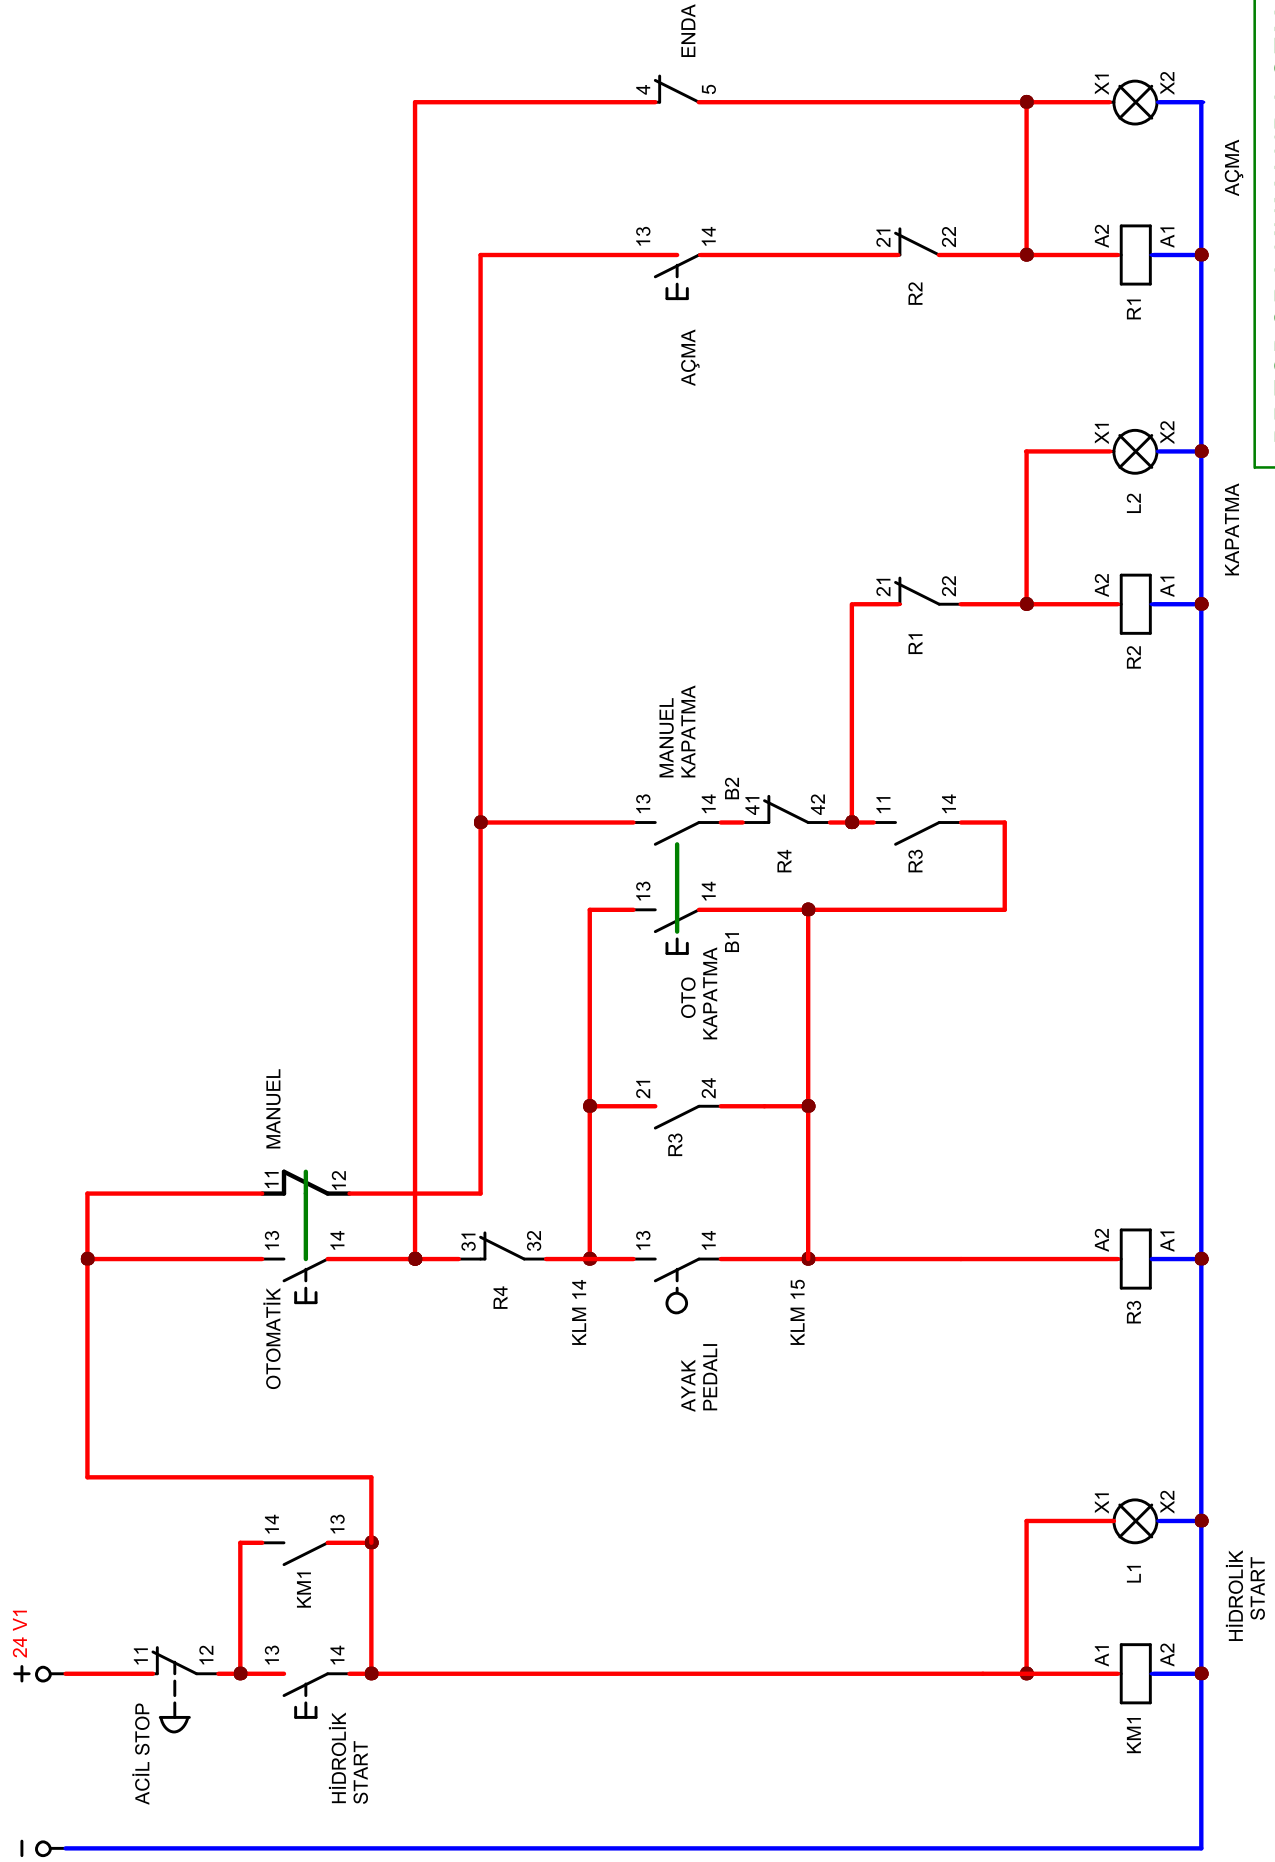 −
+
24 V1
ACİL STOP
11
12
HİDROLİK
START
13
14
KM1
14
13
KM1
A1
A2
L1
X1
X2
HİDROLİK
START
OTOMATİK
13
14
MANUEL
11
12
R4
31
32
KLM 14
AYAK
PEDALI
13
14
KLM 15
R3
A2
A1
R3
21
24
OTO
KAPATMA
13
14
B1
MANUEL
KAPATMA
13
14
B2
R4
41
42
R3
11
14
R1
21
22
R2
A2
A1
L2
X1
X2
KAPATMA
AÇMA
13
14
R2
21
22
R1
A2
A1
ENDA
4
5
X1
X2
AÇMA